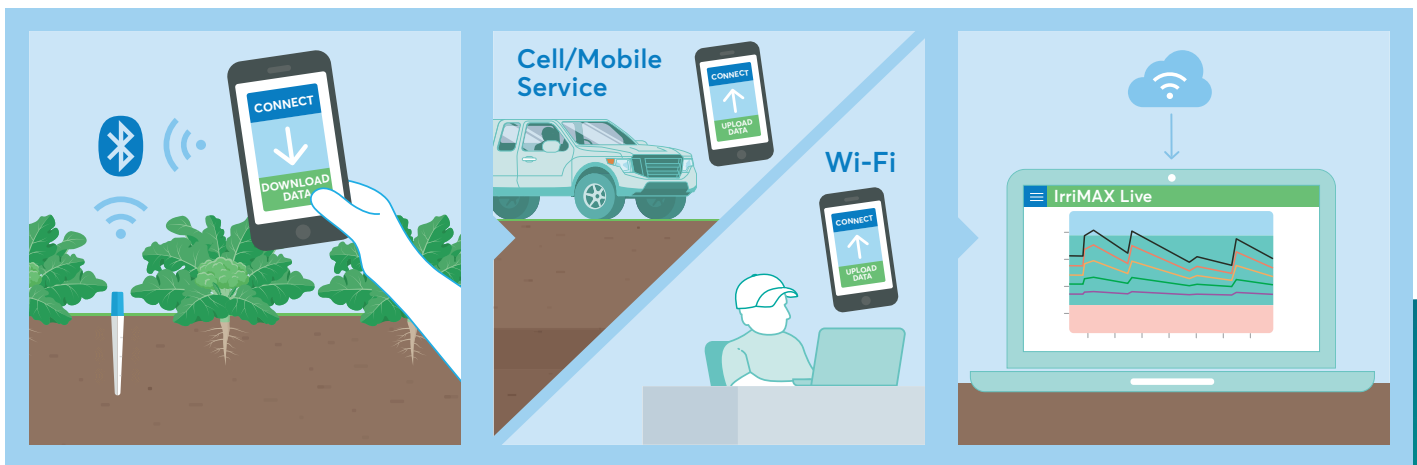 CONNECT
DOWNLOAD
DATA
Cell/Mobile
Service
CONNECT
UPLOAD
DATA
Wi-Fi
CONNECT
UPLOAD
DATA
IrriMAX Live